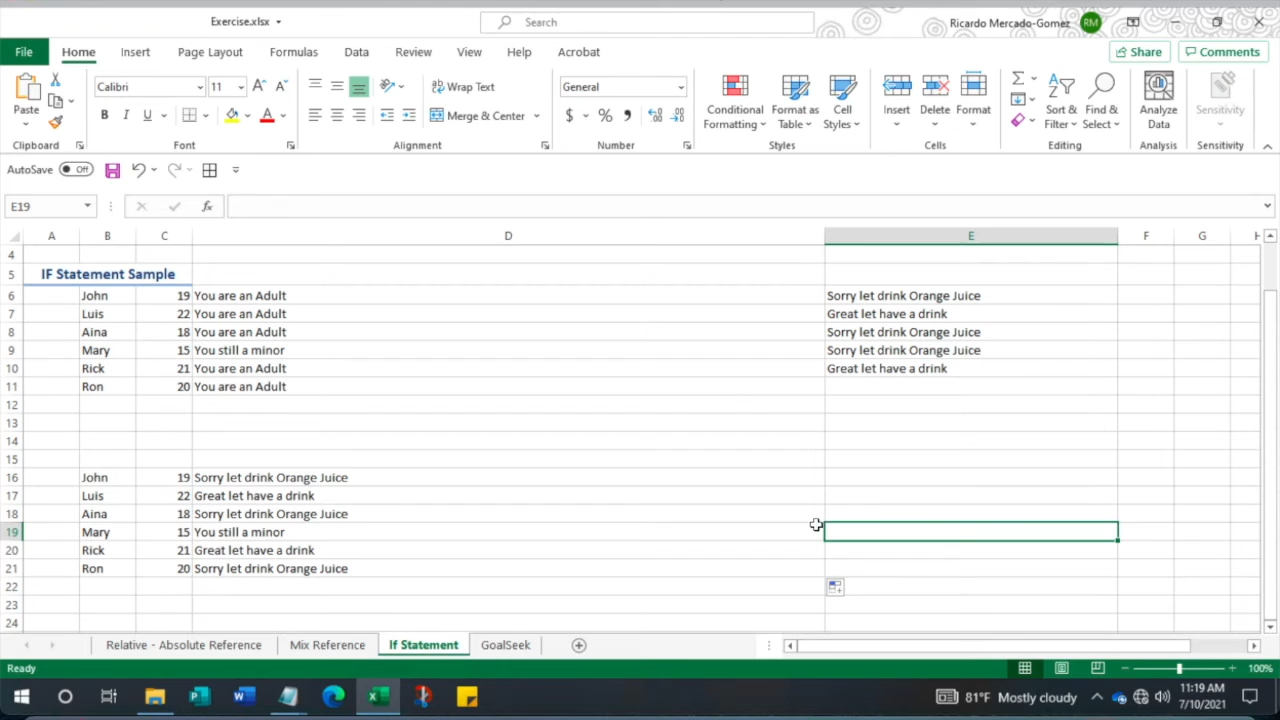 Exercise.xlsx
Search
Ricardo Mercado-Gomez RM
File Home Insert Page Layout Formulas Data Review View Help Acrobat Share Comments
Calibri 11 Wrap Text General
Paste B I U Merge & Center $ % , Conditional Formatting Format as Table Cell Styles Insert Delete Format Sort & Filter Find & Select Analyze Data Sensitivity
Clipboard Font Alignment Number Styles Cells Editing Analysis Sensitivity
AutoSave Off
E19 fx
A B C D E F G H
4
5 IF Statement Sample
6 John 19 You are an Adult Sorry let drink Orange Juice
7 Luis 22 You are an Adult Great let have a drink
8 Aina 18 You are an Adult Sorry let drink Orange Juice
9 Mary 15 You still a minor Sorry let drink Orange Juice
10 Rick 21 You are an Adult Great let have a drink
11 Ron 20 You are an Adult
12
13
14
15
16 John 19 Sorry let drink Orange Juice
17 Luis 22 Great let have a drink
18 Aina 18 Sorry let drink Orange Juice
19 Mary 15 You still a minor
20 Rick 21 Great let have a drink
21 Ron 20 Sorry let drink Orange Juice
22
23
24
Relative - Absolute Reference Mix Reference If Statement GoalSeek
Ready 100%
81°F Mostly cloudy 11:19 AM
7/10/2021